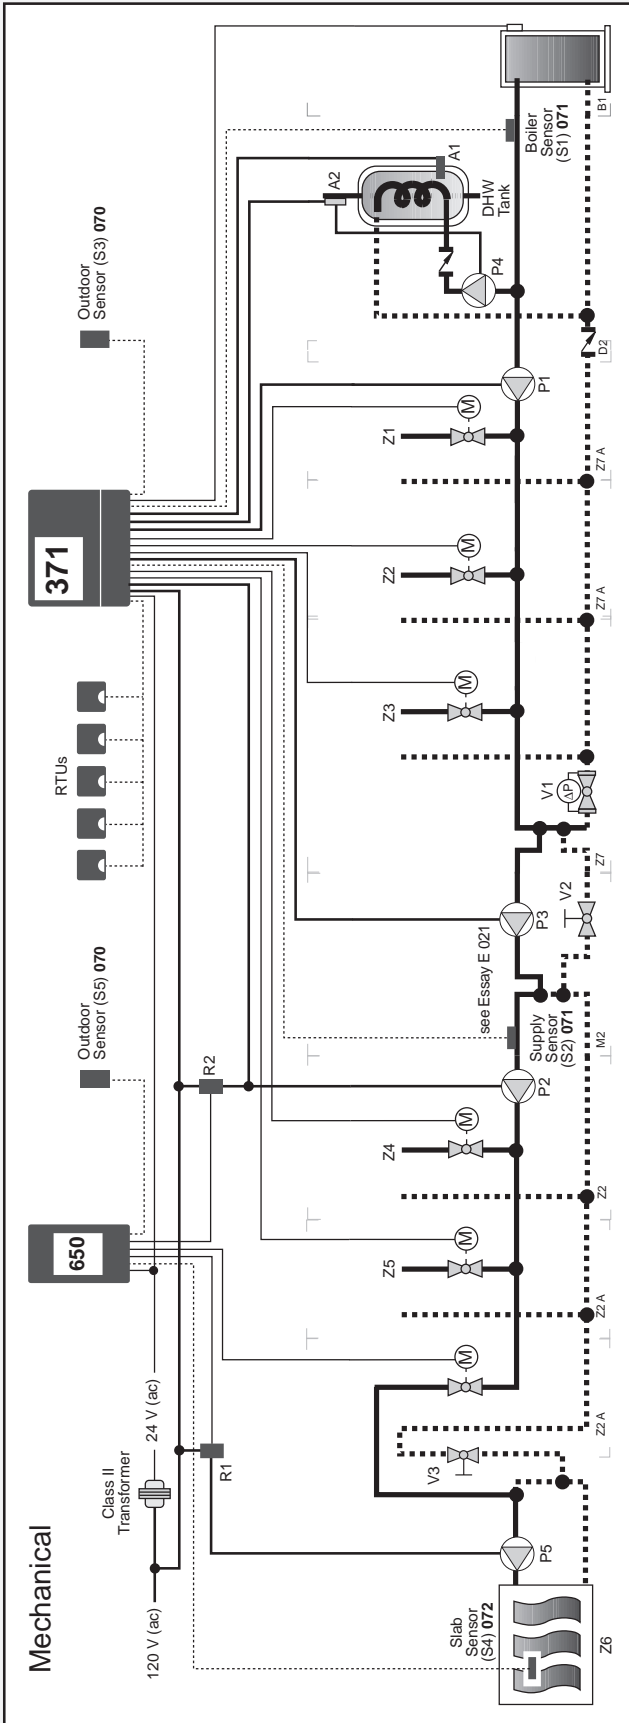 Mechanical
120 V (ac)
Class II
Transformer
24 V (ac)
650
Outdoor
Sensor (S5) 070
RTUs
371
Outdoor
Sensor (S3) 070
R1
R2
A2
A1
DHW
Tank
P4
Boiler
Sensor
(S1) 071
B1
Slab
Sensor
(S4) 072
Z6
P5
V3
M
Z5
M
Z4
M
P2
Supply
Sensor
(S2) 071
see Essay E 021
P3
V2
V1
ΔP
Z3
M
Z2
M
Z1
M
P1
Z2 A
Z2 A
Z2
M2
Z7
Z7 A
Z7 A
D2